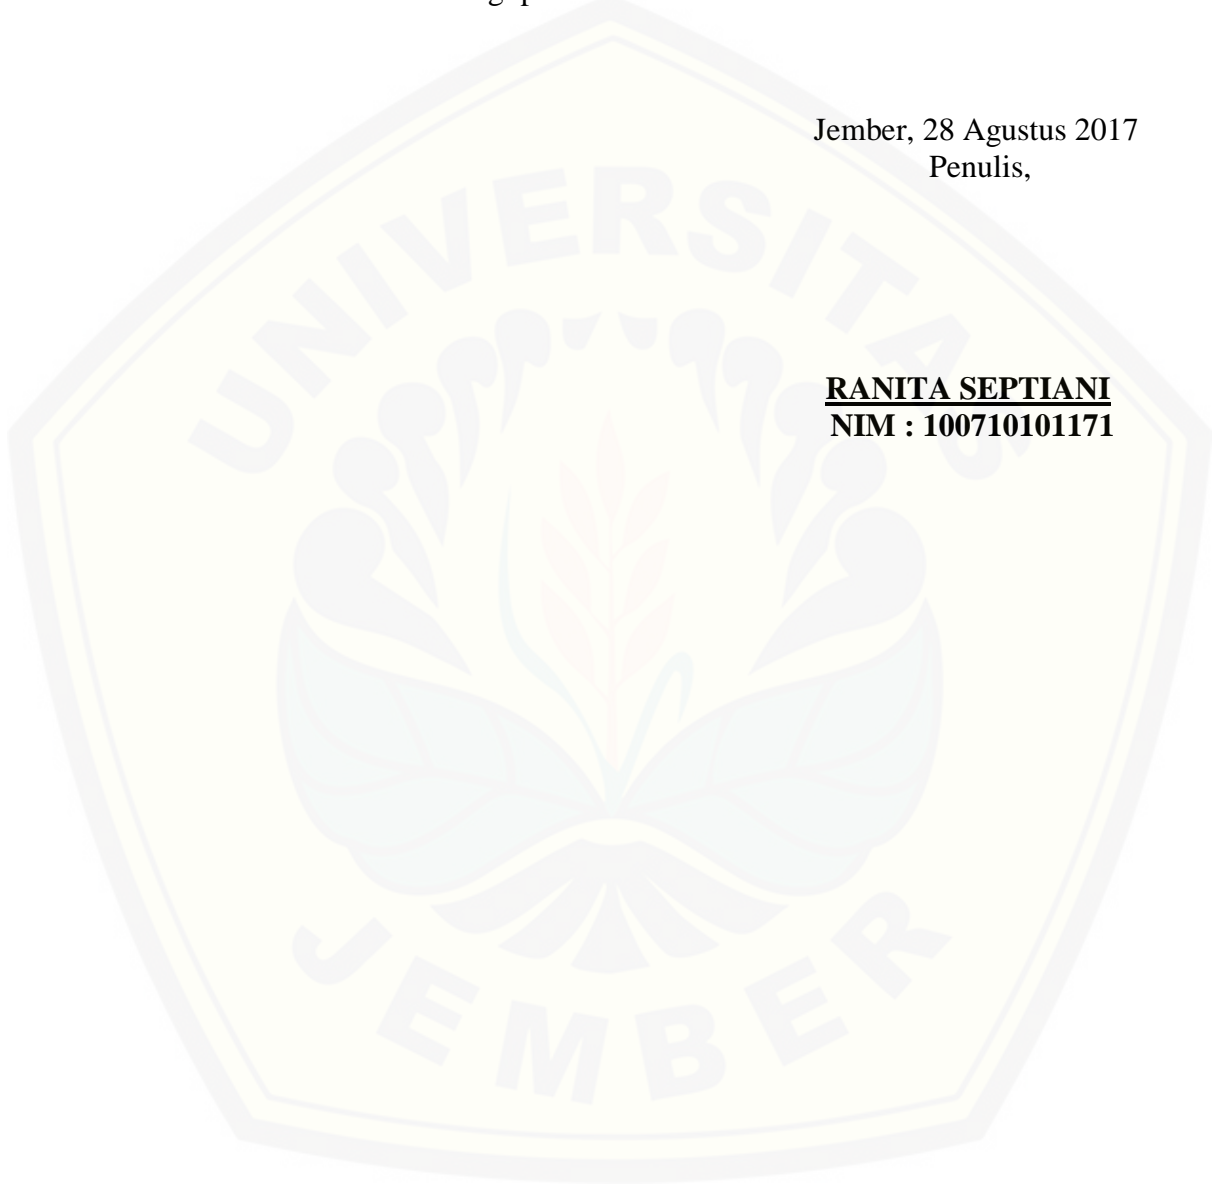 Jember, 28 Agustus 2017
Penulis,
UNIVERSITAS
RANITA SEPTIANI
NIM : 100710101171
JEMBER